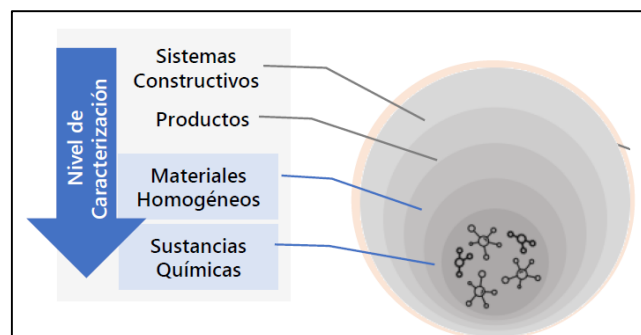 Nivel de
Caracterización
Sistemas
Constructivos
Productos
Materiales
Homogéneos
Sustancias
Químicas